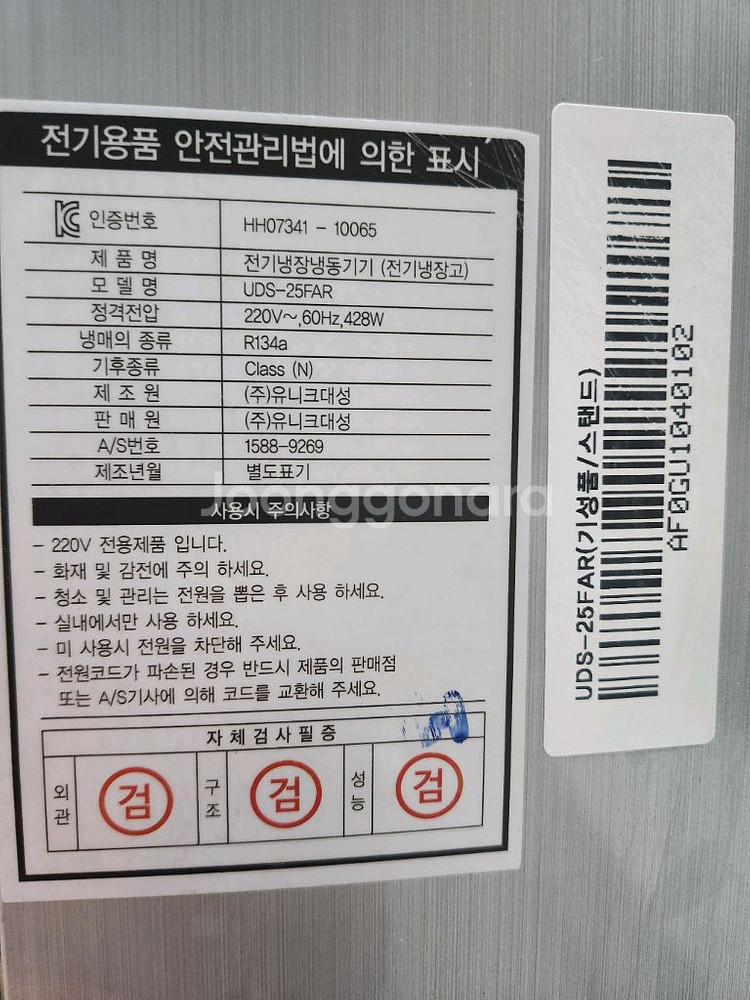 전기용품 안전관리법에 의한 표시
인증번호 HH07341 - 10065
제 품 명 전기냉장냉동기기 (전기냉장고)
모 델 명 UDS-25FAR
정격전압 220V~,60Hz,428W
냉매의 종류 R134a
기후종류 Class (N)
제 조 원 (주)유니크대성
판 매 원 (주)유니크대성
A/S번호 1588-9269
제조년월 별도표기
사용시 주의사항
Joonggonara
- 220V 전용제품 입니다.
- 화재 및 감전에 주의 하세요.
- 청소 및 관리는 전원을 뽑은 후 사용 하세요.
- 실내에서만 사용 하세요.
- 미 사용시 전원을 차단해 주세요.
- 전원코드가 파손된 경우 반드시 제품의 판매점
또는 A/S기사에 의해 코드를 교환해 주세요.
자체검사필증
외관 검 구조 검 성능 검
UDS-25FAR(기성품/스탠드)
AF0GU1040102